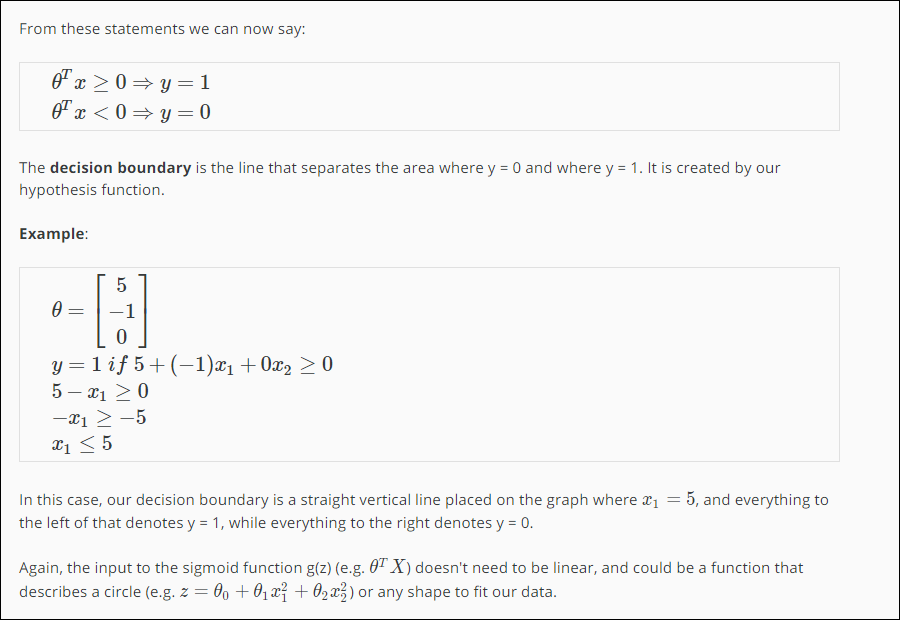 From these statements we can now say:
θᵀx ≥ 0 ⇒ y = 1
θᵀx < 0 ⇒ y = 0
The decision boundary is the line that separates the area where y = 0 and where y = 1. It is created by our
hypothesis function.
Example:
θ = [5
−1
0]
y = 1 if 5 + (−1)x₁ + 0x₂ ≥ 0
5 − x₁ ≥ 0
−x₁ ≥ −5
x₁ ≤ 5
In this case, our decision boundary is a straight vertical line placed on the graph where x₁ = 5, and everything to
the left of that denotes y = 1, while everything to the right denotes y = 0.
Again, the input to the sigmoid function g(z) (e.g. θᵀX) doesn't need to be linear, and could be a function that
describes a circle (e.g. z = θ₀ + θ₁x₁² + θ₂x₂²) or any shape to fit our data.